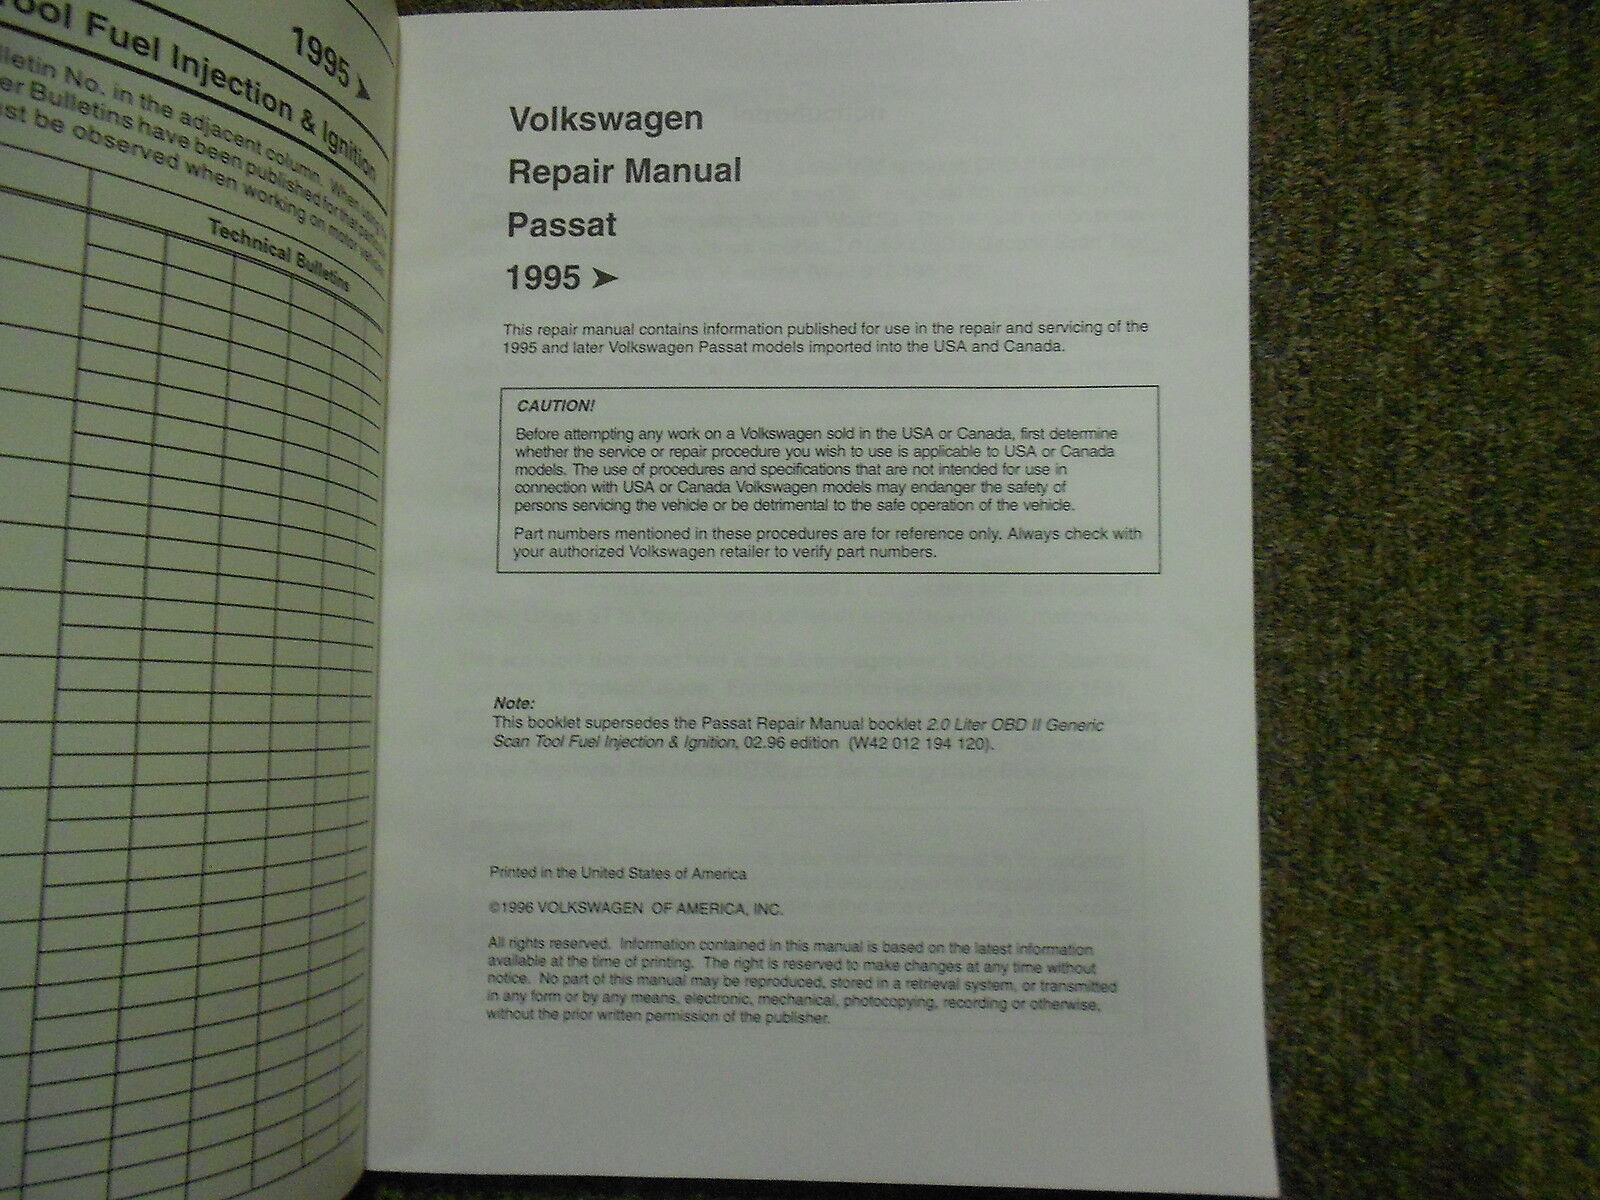 1995 ➤
Tool Fuel Injection & Ignition
Bulletin No. in the adjacent column. When using
Bulletins have been published for that particular
must be observed when working on motor vehicles
Technical Bulletins
Volkswagen
Repair Manual
Passat
1995 ➤
This repair manual contains information published for use in the repair and servicing of the
1995 and later Volkswagen Passat models imported into the USA and Canada.
CAUTION!
Before attempting any work on a Volkswagen sold in the USA or Canada, first determine
whether the service or repair procedure you wish to use is applicable to USA or Canada
models. The use of procedures and specifications that are not intended for use in
connection with USA or Canada Volkswagen models may endanger the safety of
persons servicing the vehicle or be detrimental to the safe operation of the vehicle.
Part numbers mentioned in these procedures are for reference only. Always check with
your authorized Volkswagen retailer to verify part numbers.
Note:
This booklet supersedes the Passat Repair Manual booklet 2.0 Liter OBD II Generic
Scan Tool Fuel Injection & Ignition, 02.96 edition (W42 012 194 120).
Printed in the United States of America
©1996 VOLKSWAGEN OF AMERICA, INC.
All rights reserved. Information contained in this manual is based on the latest information
available at the time of printing. The right is reserved to make changes at any time without
notice. No part of this manual may be reproduced, stored in a retrieval system, or transmitted
in any form or by any means, electronic, mechanical, photocopying, recording or otherwise,
without the prior written permission of the publisher.